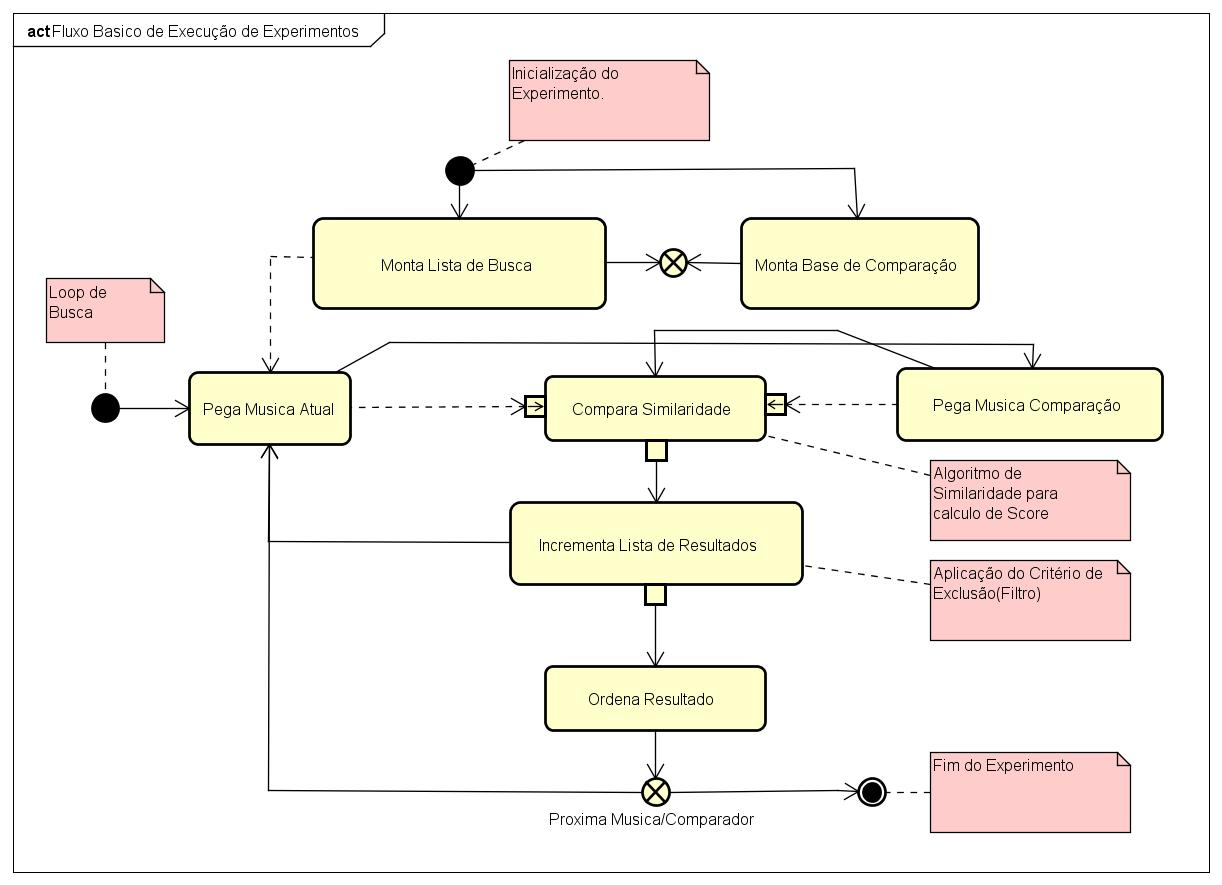 act Fluxo Basico de Execução de Experimentos
Inicialização do
Experimento.
Monta Lista de Busca
Monta Base de Comparação
Loop de
Busca
Pega Musica Atual
Compara Similaridade
Pega Musica Comparação
Algoritmo de
Similaridade para
calculo de Score
Incrementa Lista de Resultados
Aplicação do Critério de
Exclusão(Filtro)
Ordena Resultado
Fim do Experimento
Proxima Musica/Comparador